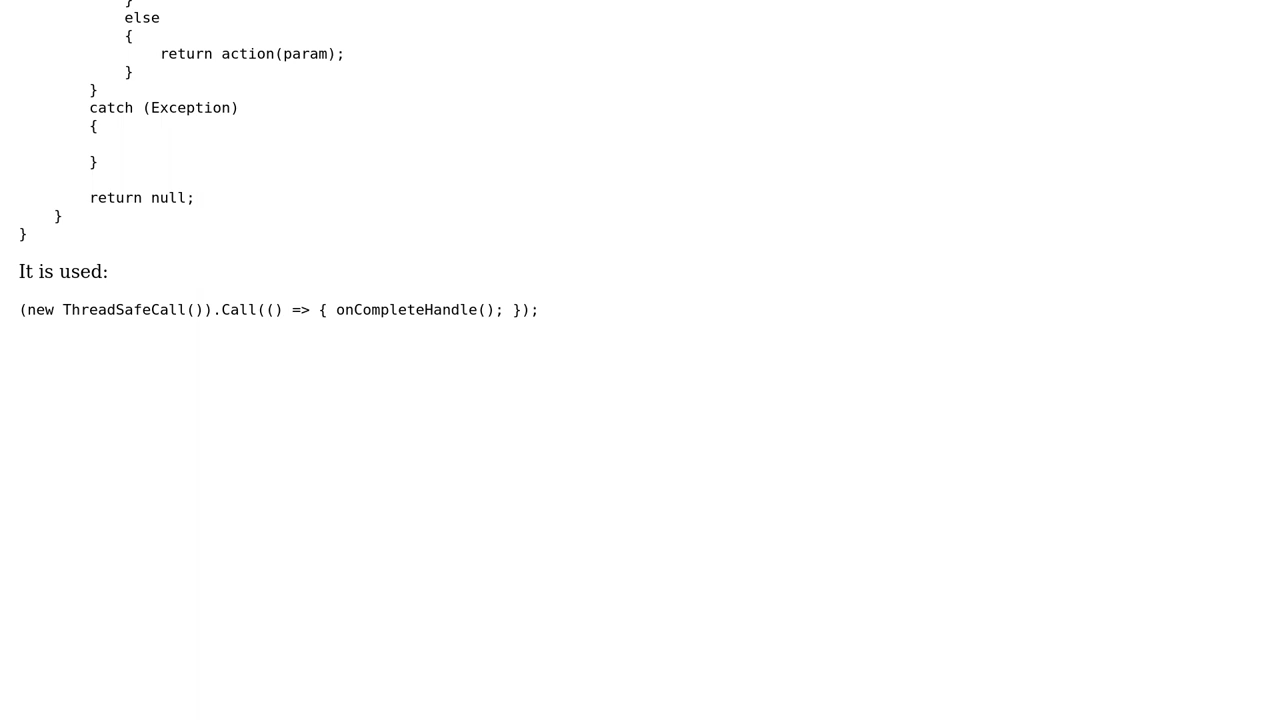 }
else
{
return action(param);
}
}
catch (Exception)
{
}
return null;
}
}
It is used:
(new ThreadSafeCall()).Call(() => { onCompleteHandle(); });